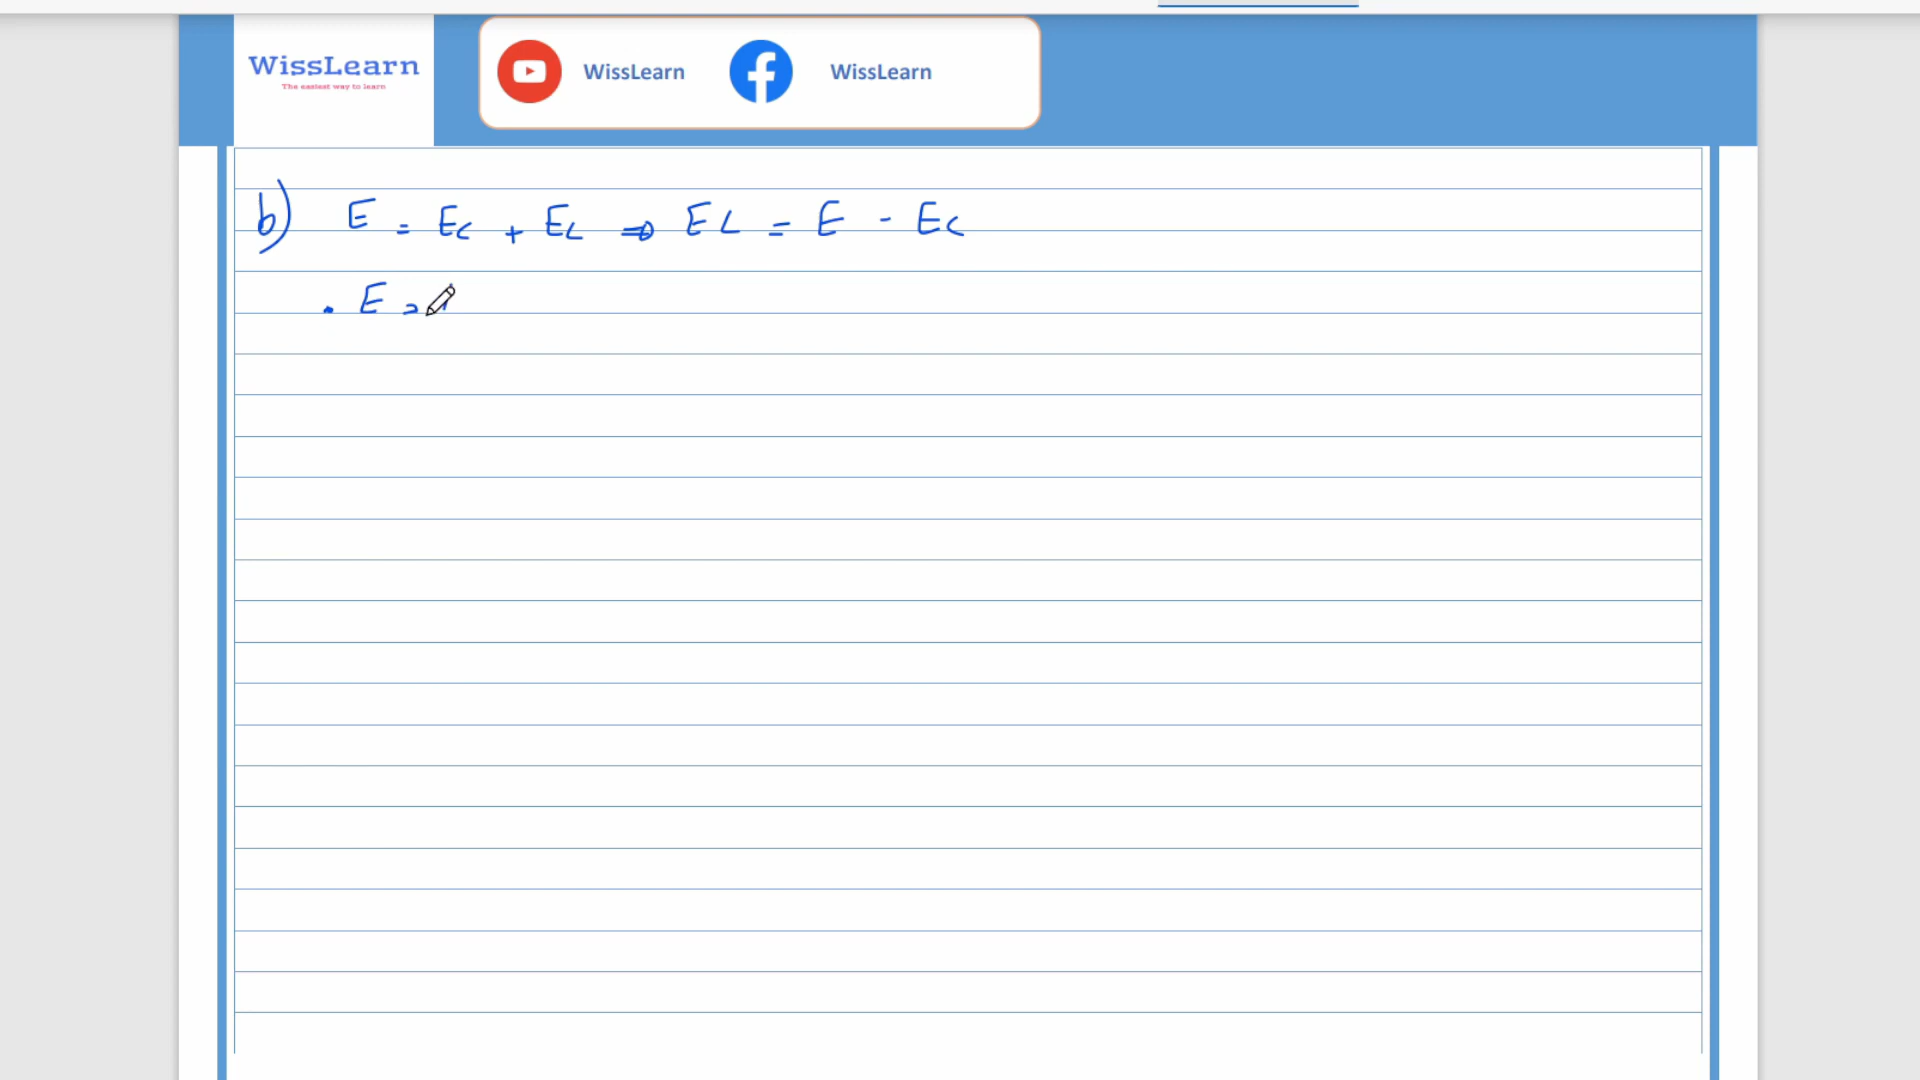 WissLearn
The easiest way to learn
WissLearn
WissLearn
b) E = Ec + EL ⇒ EL = E - Ec
. E =